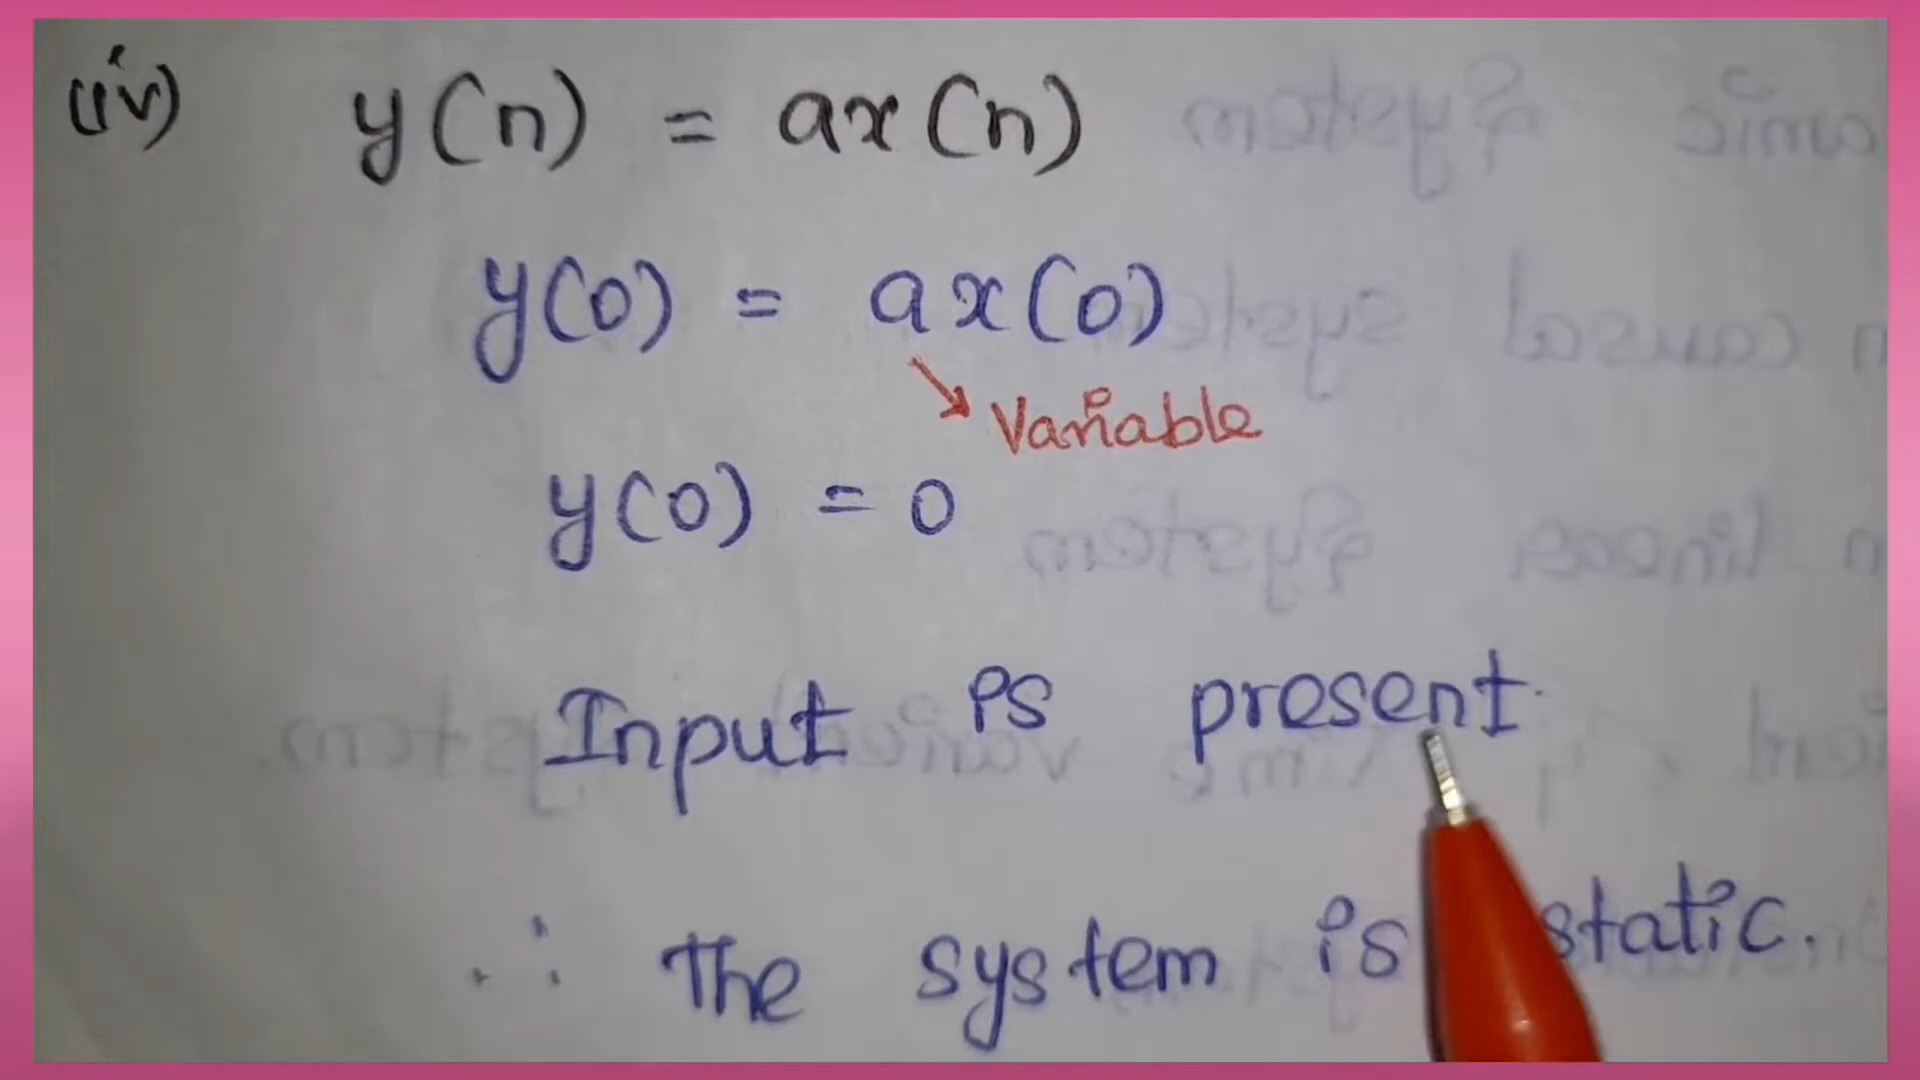 (iv) y(n) = ax(n)
y(0) = ax(0)
Variable
y(0) = 0
Input is present.
∴ The system is static.